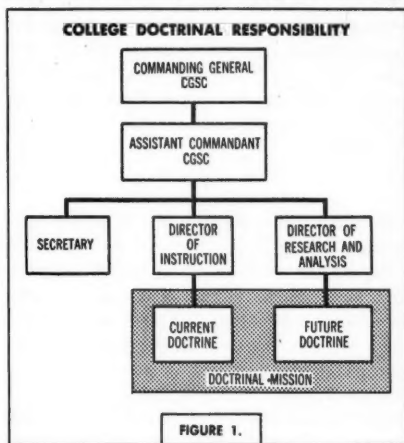 COLLEGE DOCTRINAL RESPONSIBILITY
COMMANDING GENERAL
CGSC
ASSISTANT COMMANDANT
CGSC
SECRETARY
DIRECTOR
OF
INSTRUCTION
DIRECTOR OF
RESEARCH AND
ANALYSIS
CURRENT
DOCTRINE
FUTURE
DOCTRINE
DOCTRINAL MISSION
FIGURE 1.